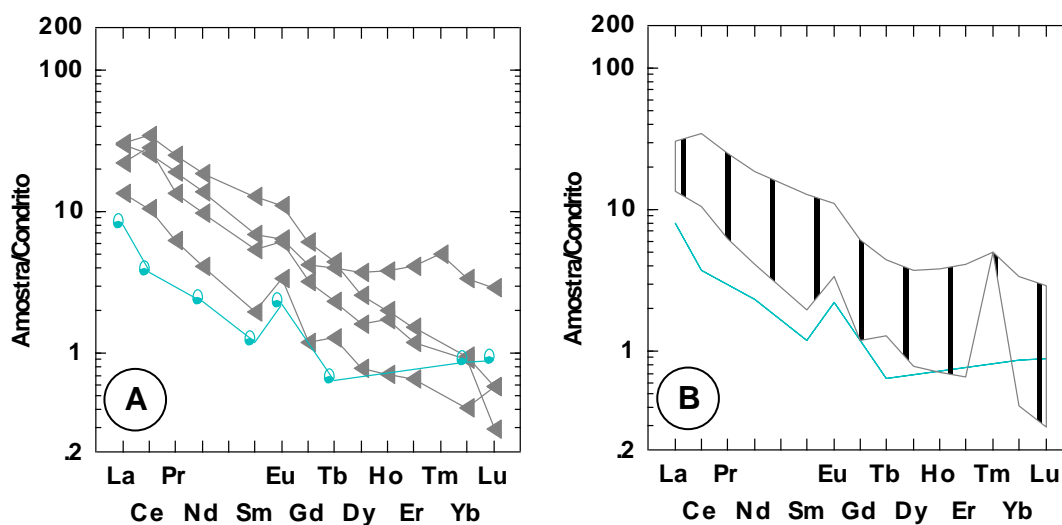 200
100
Amostra/Condrito
10
1
.2
A
La Pr Eu Tb Ho Tm Lu
Ce Nd Sm Gd Dy Er Yb
200
100
Amostra/Condrito
10
1
.2
B
La Pr Eu Tb Ho Tm Lu
Ce Nd Sm Gd Dy Er Yb